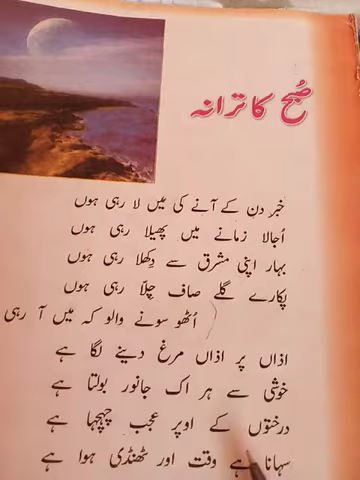 صُبح کا ترانہ
خبر دن کے آنے کی میں لا رہی ہوں
اُجالا زمانے میں پھیلا رہی ہوں
بہار اپنی مشرق سے دِکھلا رہی ہوں
پکارے گلے صاف چِلّا رہی ہوں
اُٹھو سونے والو کہ میں آ رہی
اذاں پر اذاں مرغ دینے لگا ہے
خوشی سے ہر اک جانور بولتا ہے
درختوں کے اوپر عجب چہچہا ہے
سہانا ہے وقت اور ٹھنڈی ہوا ہے